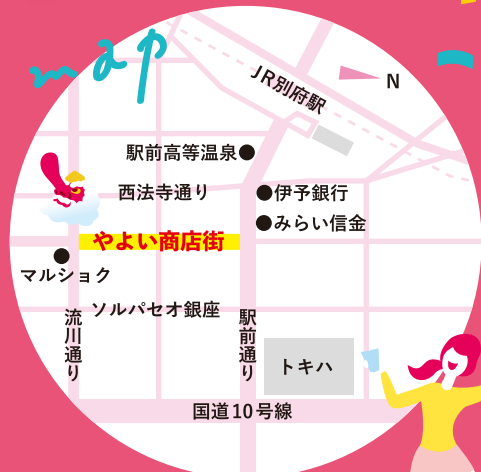 map
JR別府駅
N
駅前高等温泉
西法寺通り
伊予銀行
みらい信金
やよい商店街
マルショク
ソルパセオ銀座
流川通り
駅前通り
トキハ
国道10号線